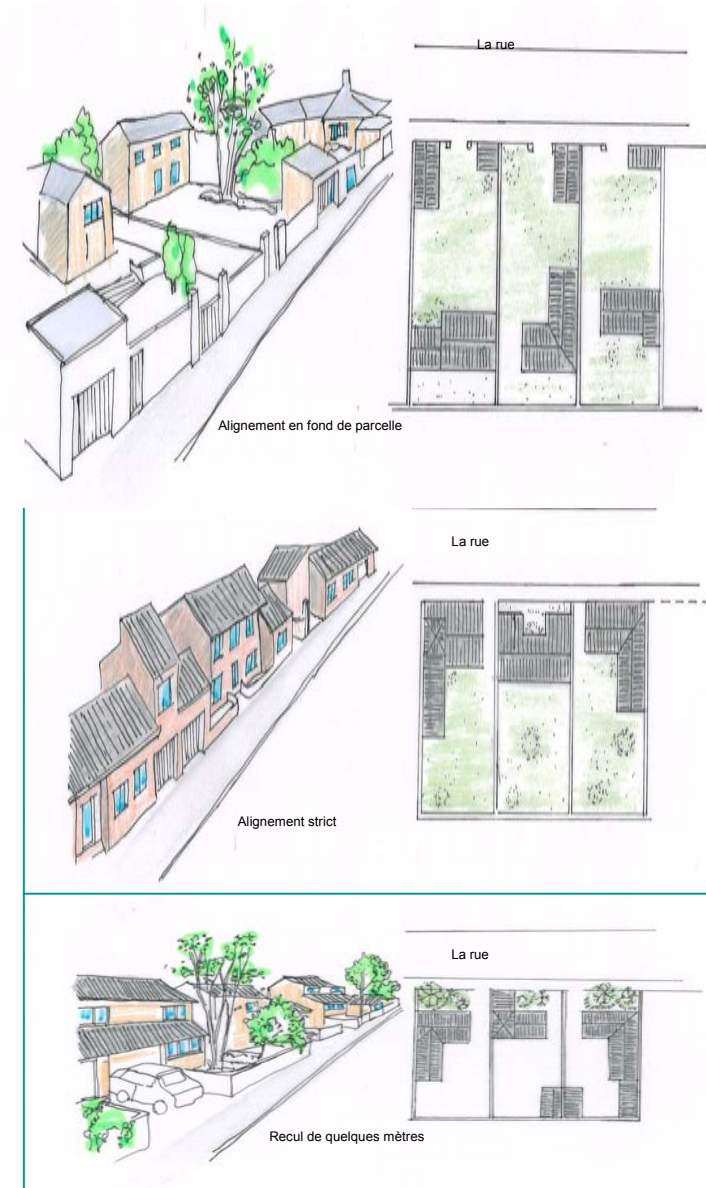 La rue
Alignement en fond de parcelle
La rue
Alignement strict
La rue
Recul de quelques mètres